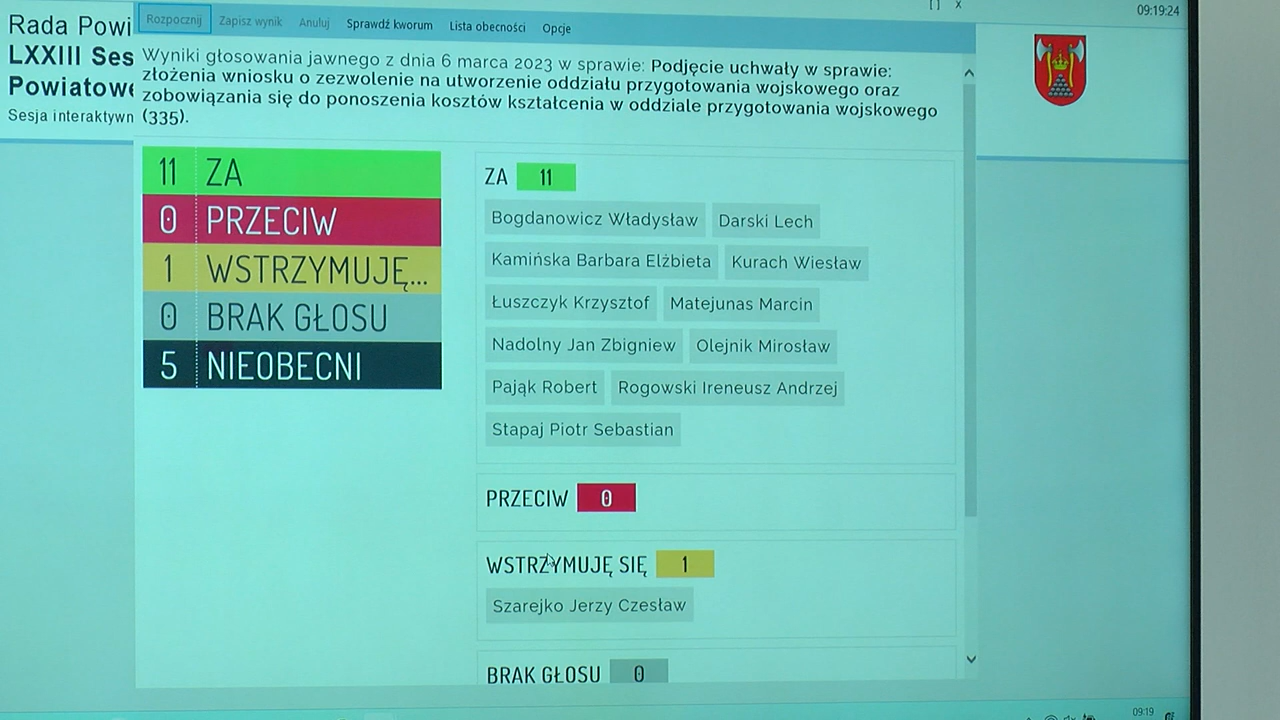 Rozpocznij Zapisz wynik Anuluj Sprawdź kworum Lista obecności Opcje
[ ] X
09:19:24
Rada Powi
LXXIII Ses
Powiatowe
Sesja interaktywn
Wyniki głosowania jawnego z dnia 6 marca 2023 w sprawie: Podjęcie uchwały w sprawie:
złożenia wniosku o zezwolenie na utworzenie oddziału przygotowania wojskowego oraz
zobowiązania się do ponoszenia kosztów kształcenia w oddziale przygotowania wojskowego
(335).
11 ZA
0 PRZECIW
1 WSTRZYMUJĘ...
0 BRAK GŁOSU
5 NIEOBECNI
ZA 11
Bogdanowicz Władysław Darski Lech
Kamińska Barbara Elżbieta Kurach Wiesław
Łuszczyk Krzysztof Matejunas Marcin
Nadolny Jan Zbigniew Olejnik Mirosław
Pająk Robert Rogowski Ireneusz Andrzej
Stapaj Piotr Sebastian
PRZECIW 0
WSTRZYMUJĘ SIĘ 1
Szarejko Jerzy Czesław
BRAK GŁOSU 0
09:19